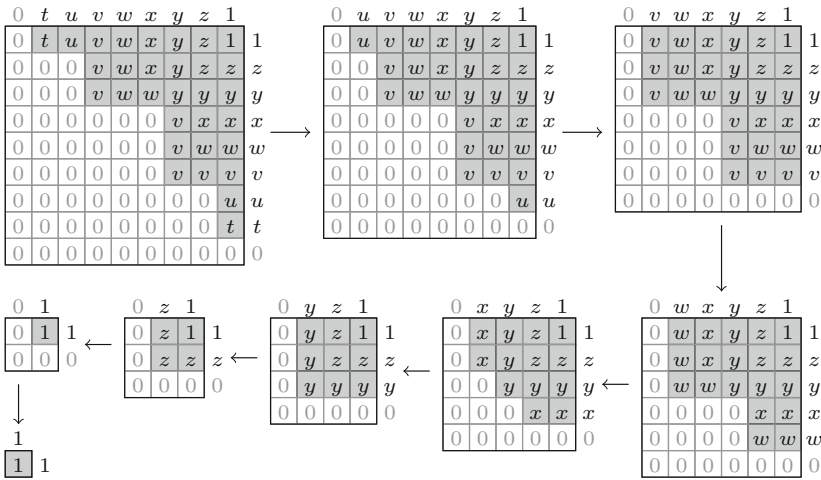 0 t u v w x y z 1
0 t u v w x y z 1 1
0 0 0 v w x y z z z
0 0 0 v w w y y y y
0 0 0 0 0 0 v x x x
0 0 0 0 0 0 v w w w
0 0 0 0 0 0 v v v v
0 0 0 0 0 0 0 0 u u
0 0 0 0 0 0 0 0 t t
0 0 0 0 0 0 0 0 0 0
0 u v w x y z 1
0 u v w x y z 1 1
0 0 v w x y z z z
0 0 v w w y y y y
0 0 0 0 0 v x x x
0 0 0 0 0 v w w w
0 0 0 0 0 v v v v
0 0 0 0 0 0 0 u u
0 0 0 0 0 0 0 0 0
0 v w x y z 1
0 v w x y z 1 1
0 v w x y z z z
0 v w w y y y y
0 0 0 0 v x x x
0 0 0 0 v w w w
0 0 0 0 v v v v
0 0 0 0 0 0 0 0
0 w x y z 1
0 w x y z 1 1
0 w x y z z z
0 w w y y y y
0 0 0 0 x x x
0 0 0 0 w w w
0 0 0 0 0 0 0
0 x y z 1
0 x y z 1 1
0 x y z z z
0 0 y y y y
0 0 0 x x x
0 0 0 0 0 0
0 y z 1
0 y z 1 1
0 y z z z
0 y y y y
0 0 0 0 0
0 z 1
0 z 1 1
0 z z z
0 0 0 0
0 1
0 1 1
0 0 0
1
1 1